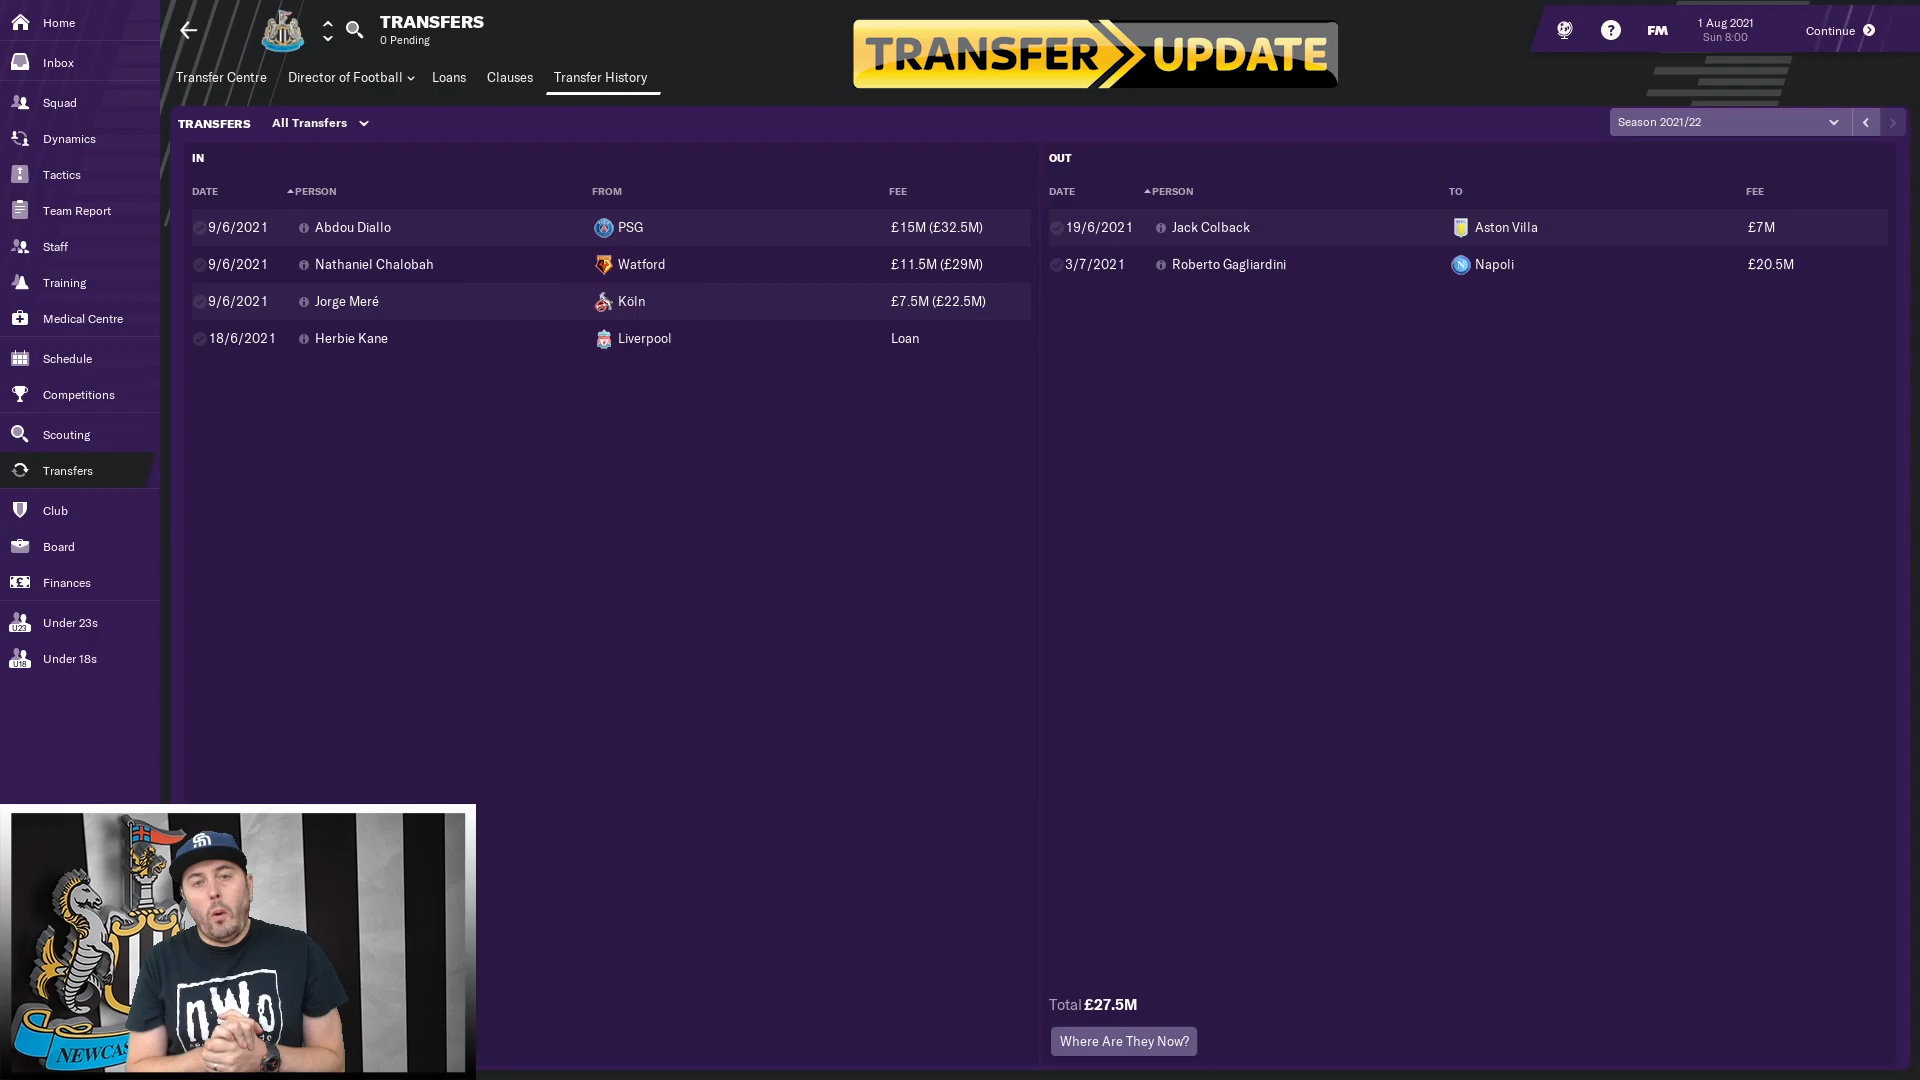 Home
Inbox
Squad
Dynamics
Tactics
Team Report
Staff
Training
Medical Centre
Schedule
Competitions
Scouting
Transfers
Club
Board
Finances
U23
Under 23s
U18
Under 18s
TRANSFERS
0 Pending
TRANSFER UPDATE
?
FM
1 Aug 2021
Sun 8:00
Continue
Transfer Centre
Director of Football
Loans
Clauses
Transfer History
TRANSFERS
All Transfers
Season 2021/22
IN
DATE PERSON FROM FEE
9/6/2021 Abdou Diallo PSG £15M (£32.5M)
9/6/2021 Nathaniel Chalobah Watford £11.5M (£29M)
9/6/2021 Jorge Meré Köln £7.5M (£22.5M)
18/6/2021 Herbie Kane Liverpool Loan
OUT
DATE PERSON TO FEE
19/6/2021 Jack Colback Aston Villa £7M
3/7/2021 Roberto Gagliardini Napoli £20.5M
Total £27.5M
Where Are They Now?
nWo
NEWCAS